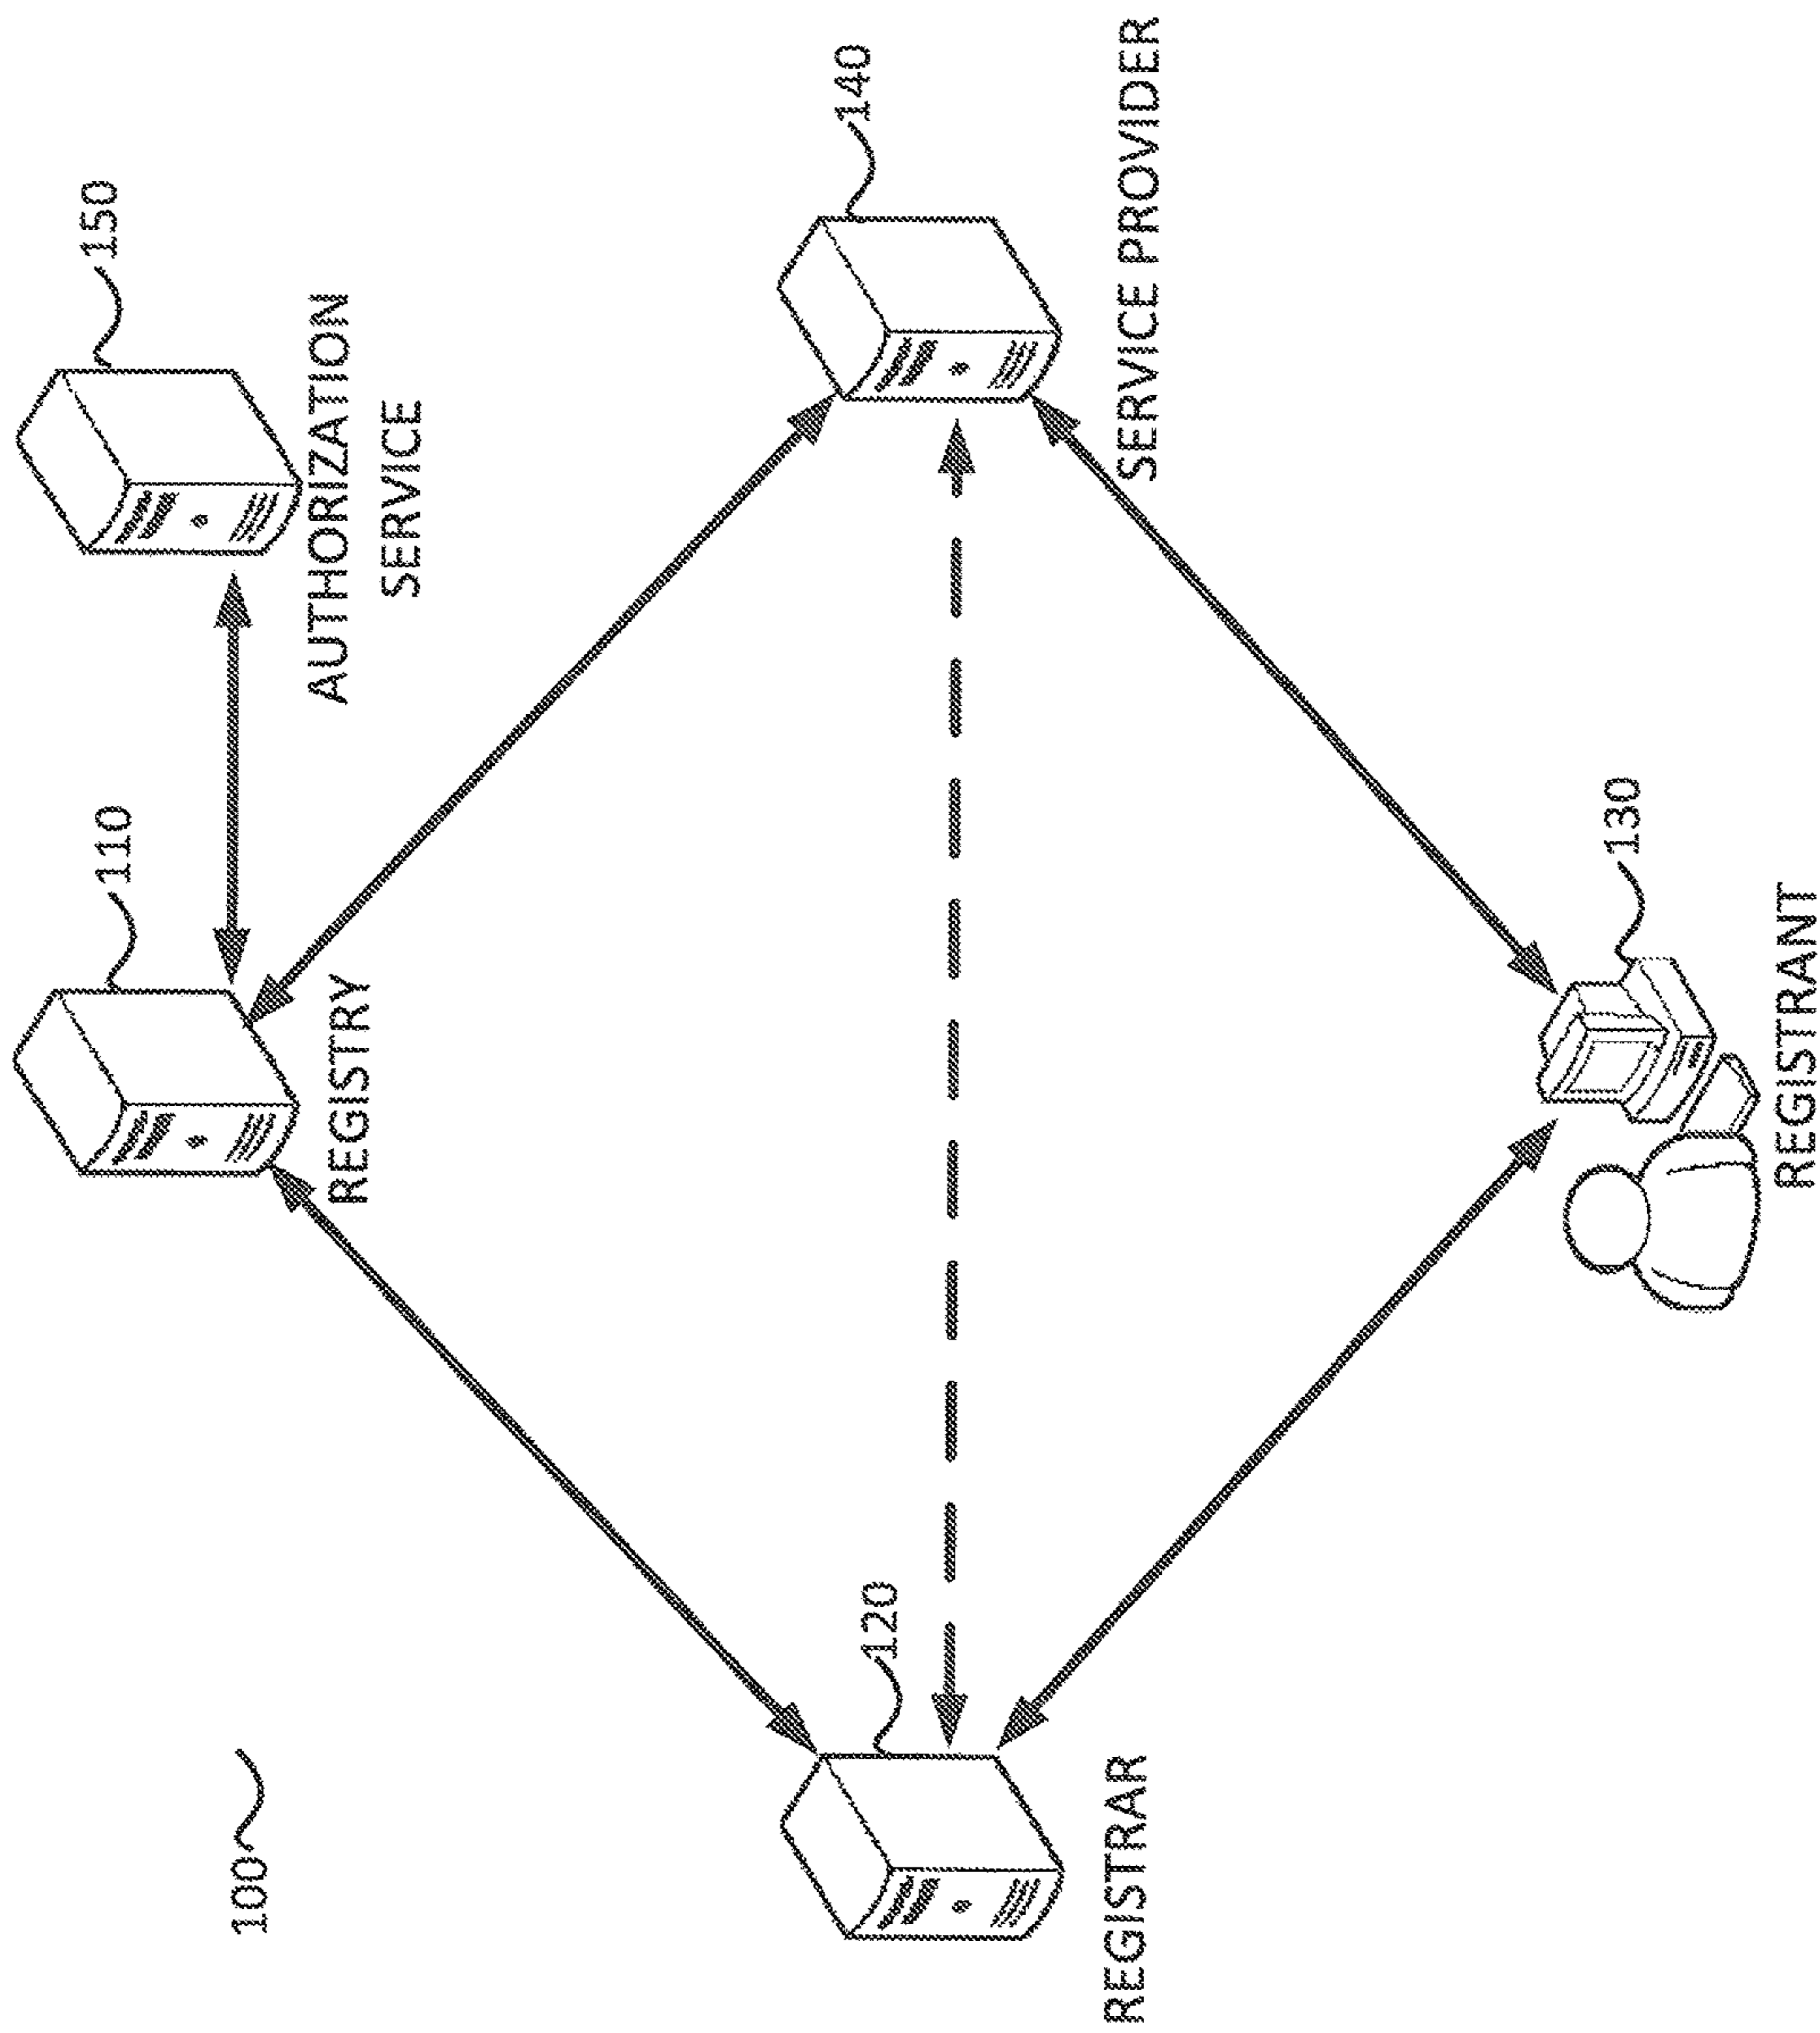 100
110
REGISTRY
150
AUTHORIZATION
SERVICE
120
REGISTRAR
140
SERVICE PROVIDER
130
REGISTRANT